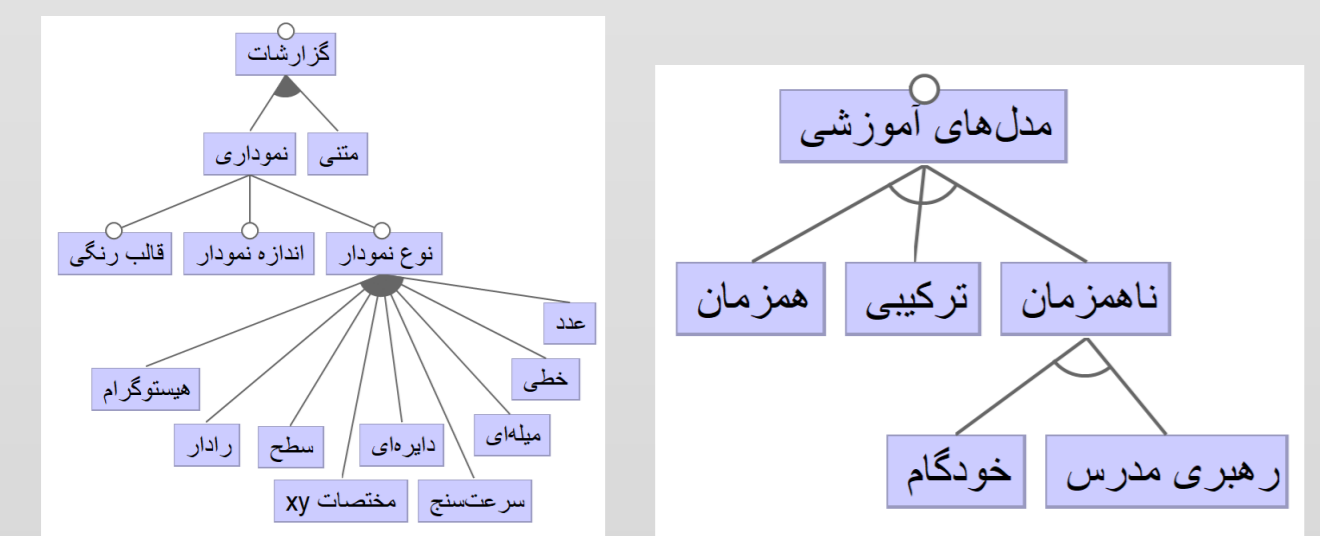 گزارشات
نموداری
متنی
قالب رنگی
اندازه نمودار
نوع نمودار
عدد
خطی
هیستوگرام
میله‌ای
دایره‌ای
سطح
رادار
سرعت‌سنج
مختصات xy
مدل‌های آموزشی
ناهمزمان
ترکیبی
همزمان
رهبری مدرس
خودگام